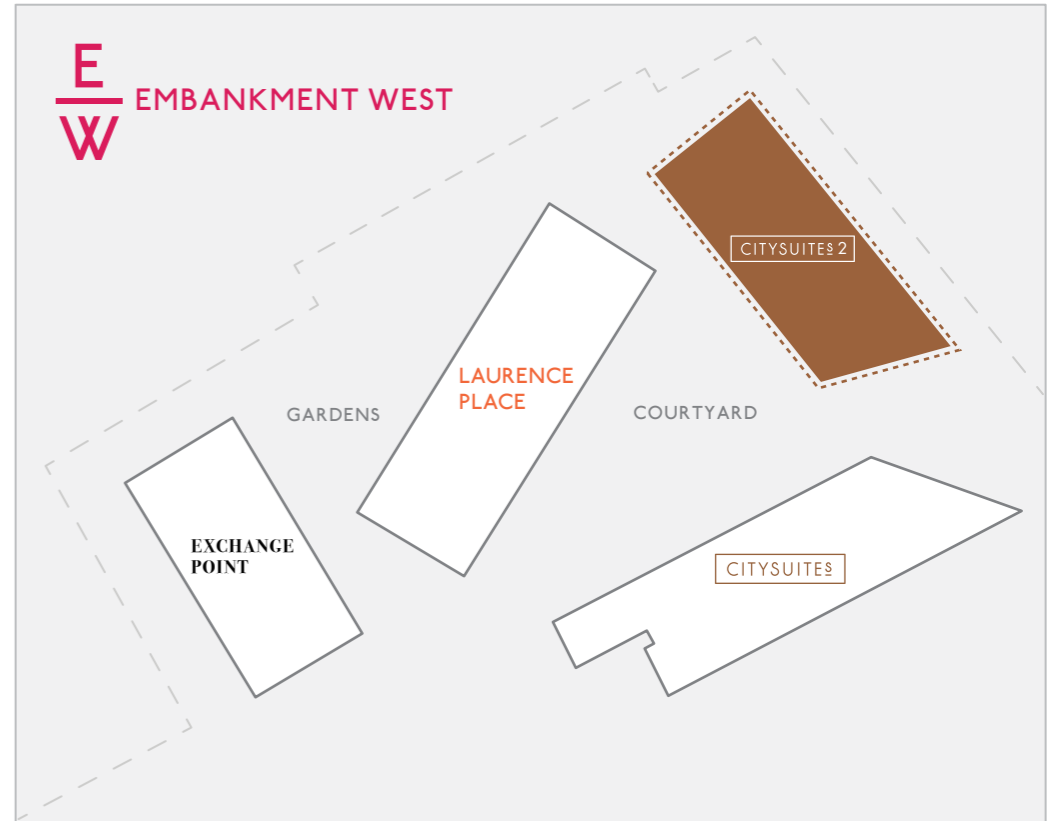 E
W
EMBANKMENT WEST
CITYSUITES 2
LAURENCE
PLACE
GARDENS
COURTYARD
EXCHANGE
POINT
CITYSUITES